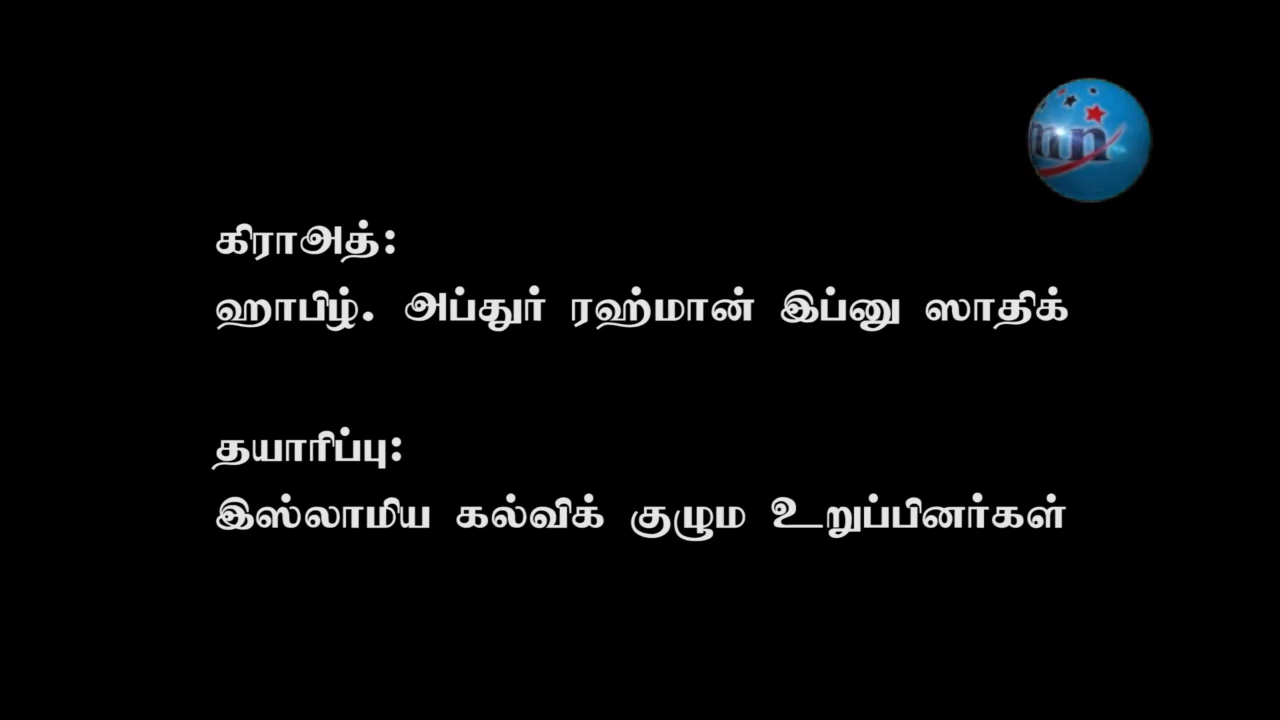 கிராஅத்:
ஹாபிழ். அப்துர் ரஹ்மான் இப்னு ஸாதிக்
தயாரிப்பு:
இஸ்லாமிய கல்விக் குழும உறுப்பினர்கள்